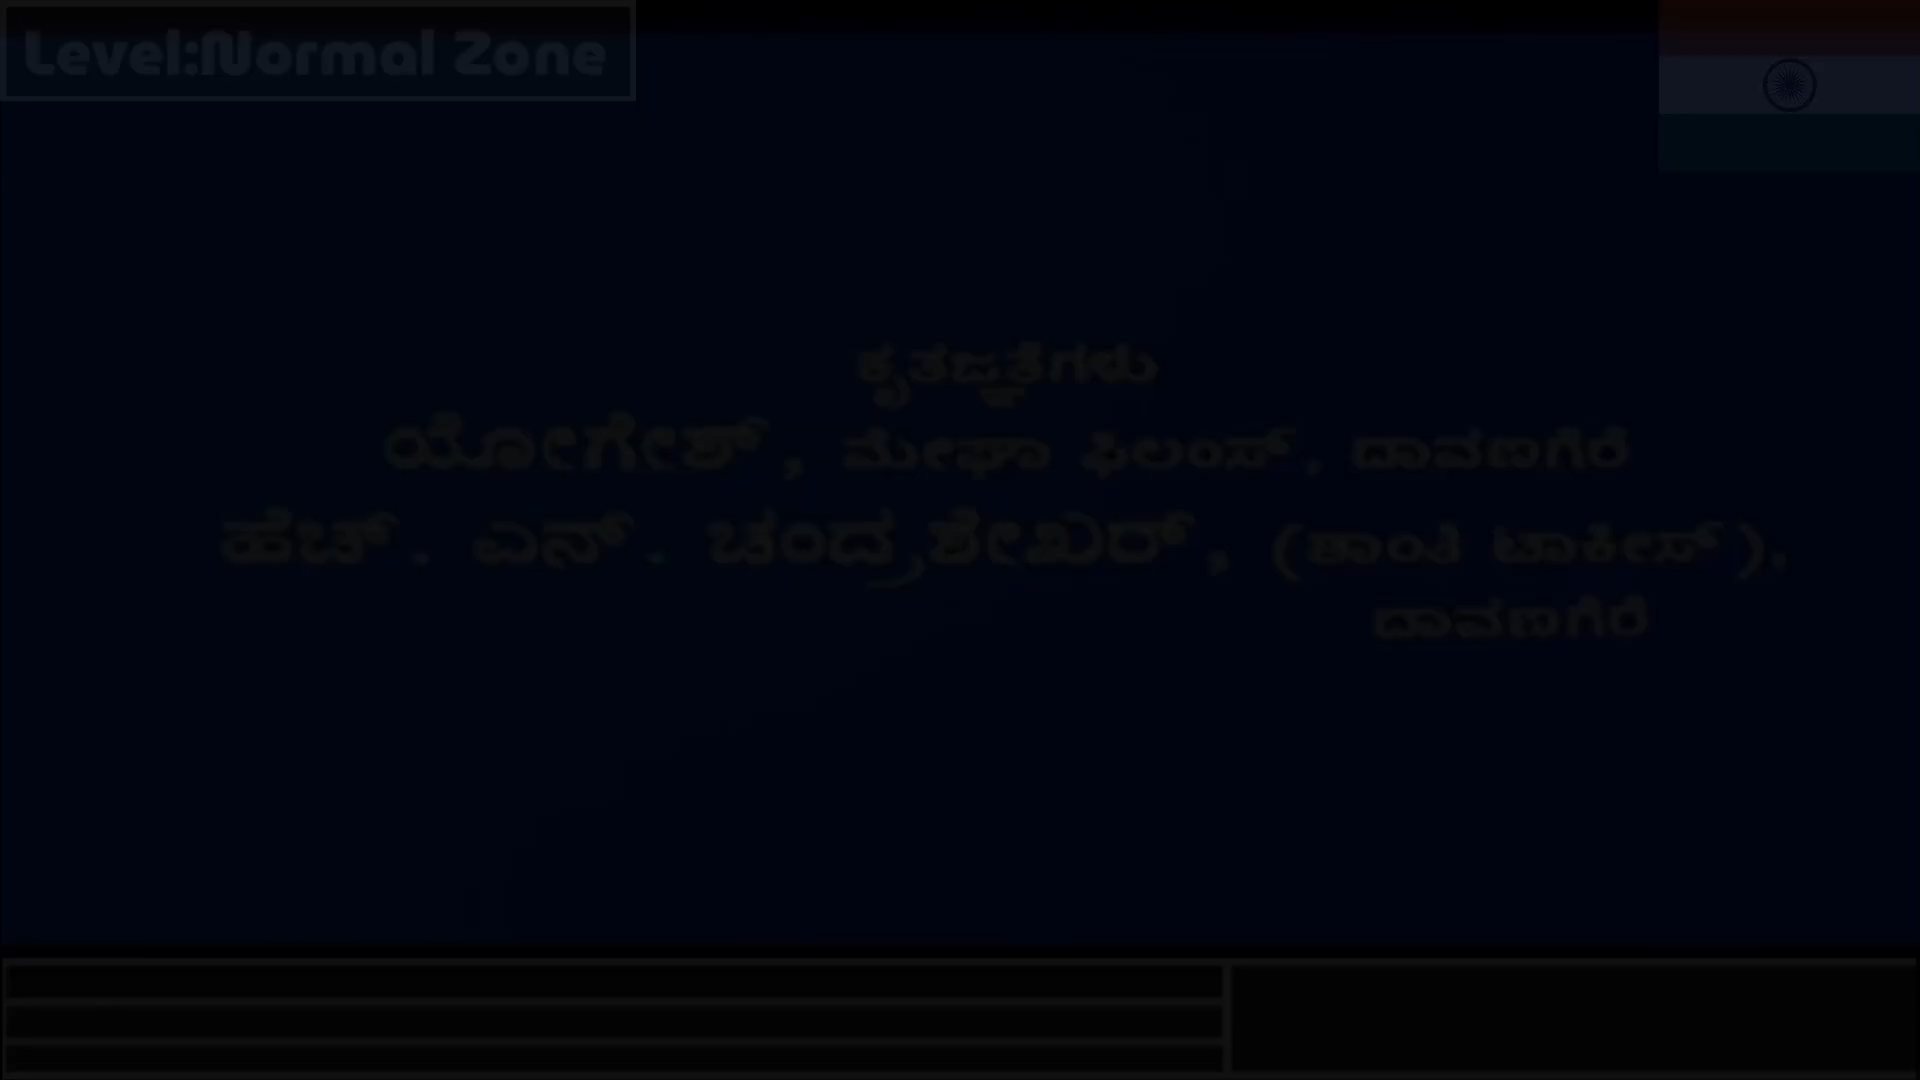 Level:Normal Zone
ಕೃತಜ್ಞತೆಗಳು
ಯೋಗೇಶ್, ಮೇಘಾ ಫಿಲಂಸ್, ದಾವಣಗೆರೆ
ಹೆಚ್. ಎನ್. ಚಂದ್ರಶೇಖರ್, (ಶಾಂತಿ ಟಾಕೀಸ್),
ದಾವಣಗೆರೆ